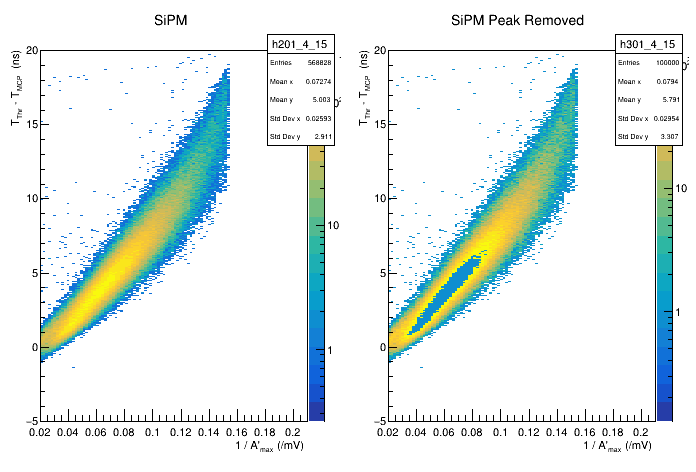 SiPM
h201_4_15
Entries 568828
Mean x 0.07274
Mean y 5.003
Std Dev x 0.02593
Std Dev y 2.911
T_Thr - T_MCP (ns)
20
15
10
5
0
−5
0.02 0.04 0.06 0.08 0.1 0.12 0.14 0.16 0.18 0.2
1 / A'_max (/mV)
10
1
SiPM Peak Removed
h301_4_15
Entries 100000
Mean x 0.0794
Mean y 5.791
Std Dev x 0.02954
Std Dev y 3.307
T_Thr - T_MCP (ns)
20
15
10
5
0
−5
0.02 0.04 0.06 0.08 0.1 0.12 0.14 0.16 0.18 0.2
1 / A'_max (/mV)
10
1